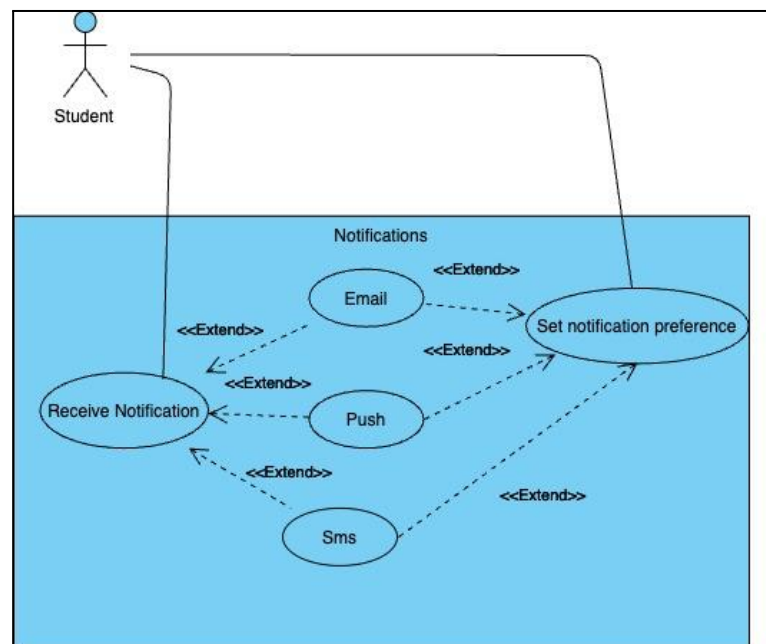 Student
Notifications
<<Extend>>
Email
<<Extend>>
Set notification preference
<<Extend>>
<<Extend>>
Receive Notification
Push
<<Extend>>
<<Extend>>
Sms